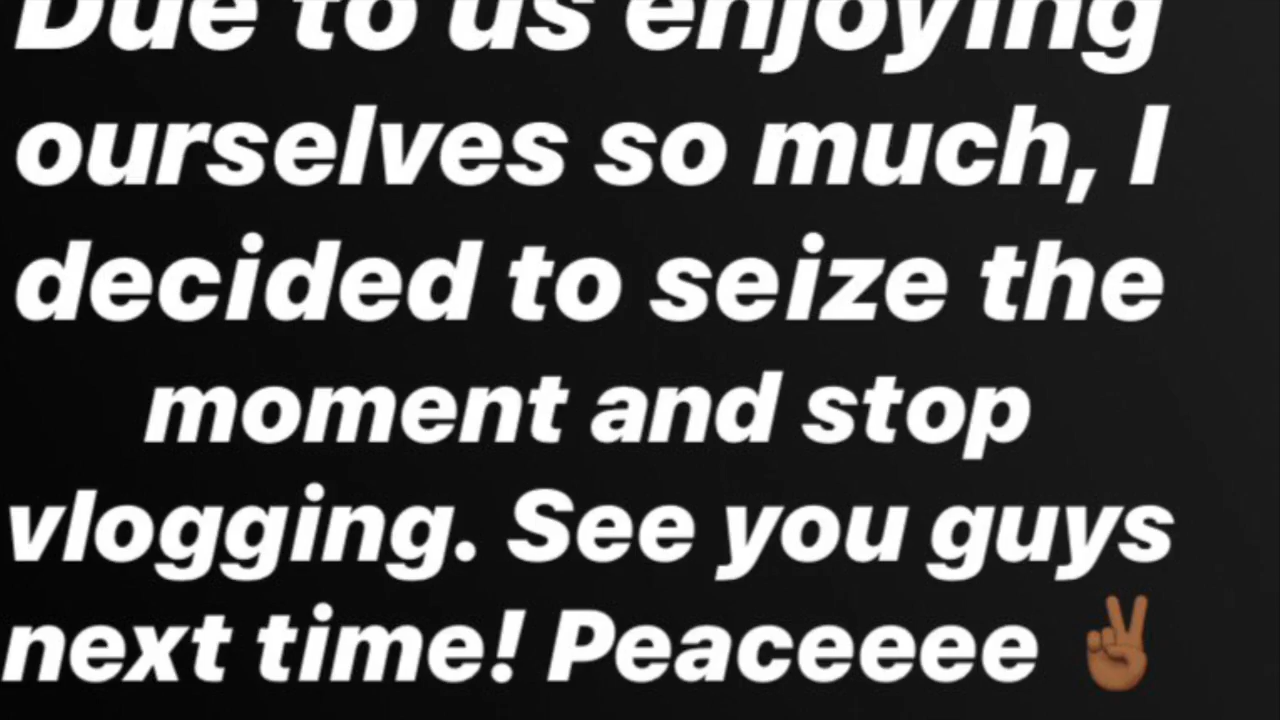 Due to us enjoying
ourselves so much, I
decided to seize the
moment and stop
vlogging. See you guys
next time! Peaceeee ✌🏾